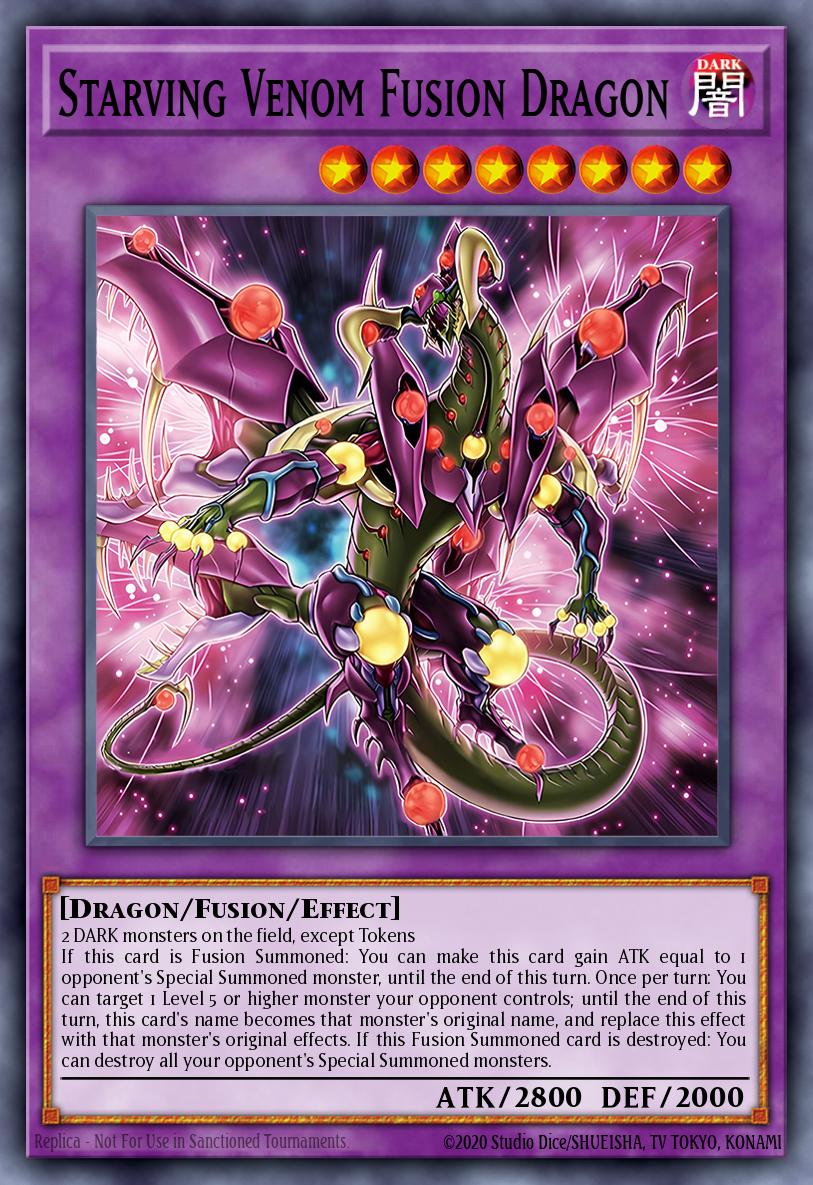 STARVING VENOM FUSION DRAGON
DARK
闇
[DRAGON/FUSION/EFFECT]
2 DARK monsters on the field, except Tokens
If this card is Fusion Summoned: You can make this card gain ATK equal to 1
opponent's Special Summoned monster, until the end of this turn. Once per turn: You
can target 1 Level 5 or higher monster your opponent controls; until the end of this
turn, this card's name becomes that monster's original name, and replace this effect
with that monster's original effects. If this Fusion Summoned card is destroyed: You
can destroy all your opponent's Special Summoned monsters.
ATK/2800 DEF/2000
Replica - Not For Use in Sanctioned Tournaments.
©2020 Studio Dice/SHUEISHA, TV TOKYO, KONAMI